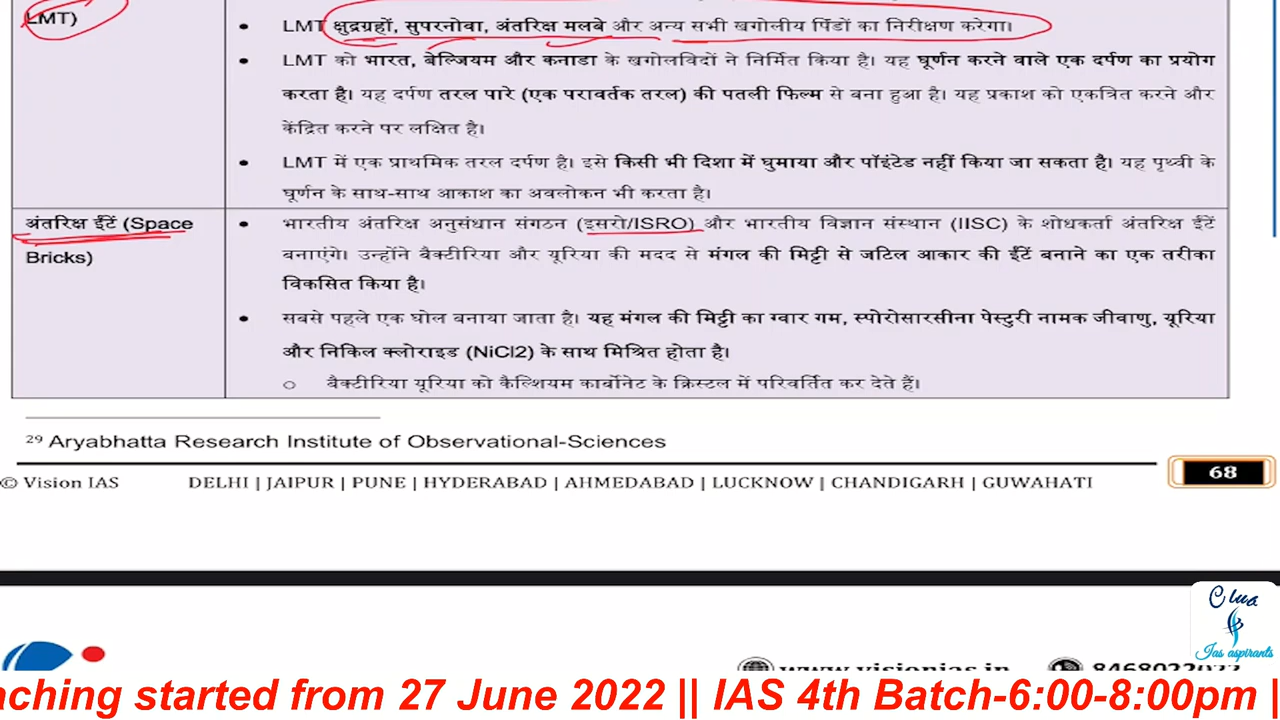 LMT)
• LMT क्षुद्रग्रहों, सुपरनोवा, अंतरिक्ष मलबे और अन्य सभी खगोलीय पिंडों का निरीक्षण करेगा।
• LMT को भारत, बेल्जियम और कनाडा के खगोलविदों ने निर्मित किया है। यह घूर्णन करने वाले एक दर्पण का प्रयोग
करता है। यह दर्पण तरल पारे (एक परावर्तक तरल) की पतली फिल्म से बना हुआ है। यह प्रकाश को एकत्रित करने और
केंद्रित करने पर लक्षित है।
• LMT में एक प्राथमिक तरल दर्पण है। इसे किसी भी दिशा में घुमाया और पॉइंटेड नहीं किया जा सकता है। यह पृथ्वी के
घूर्णन के साथ-साथ आकाश का अवलोकन भी करता है।
अंतरिक्ष ईंटें (Space
Bricks)
• भारतीय अंतरिक्ष अनुसंधान संगठन (इसरो/ISRO) और भारतीय विज्ञान संस्थान (IISC) के शोधकर्ता अंतरिक्ष ईंटें
बनाएंगे। उन्होंने बैक्टीरिया और यूरिया की मदद से मंगल की मिट्टी से जटिल आकार की ईंटें बनाने का एक तरीका
विकसित किया है।
• सबसे पहले एक घोल बनाया जाता है। यह मंगल की मिट्टी का ग्वार गम, स्पोरोसारसीना पेस्टुरी नामक जीवाणु, यूरिया
और निकिल क्लोराइड (NiCl2) के साथ मिश्रित होता है।
○ बैक्टीरिया यूरिया को कैल्शियम कार्बोनेट के क्रिस्टल में परिवर्तित कर देते हैं।
29 Aryabhatta Research Institute of Observational-Sciences
© Vision IAS DELHI | JAIPUR | PUNE | HYDERABAD | AHMEDABAD | LUCKNOW | CHANDIGARH | GUWAHATI 68
Clue
Ias aspirants
www.visionias.in 8468022022
aching started from 27 June 2022 || IAS 4th Batch-6:00-8:00pm |